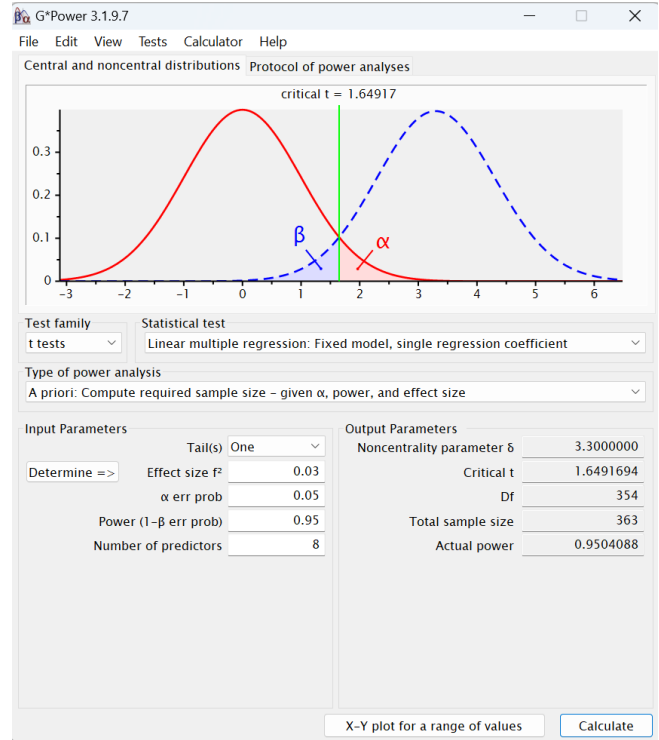 G*Power 3.1.9.7
File Edit View Tests Calculator Help
Central and noncentral distributions Protocol of power analyses
critical t = 1.64917
0.3
0.2
0.1
0
β α
-3 -2 -1 0 1 2 3 4 5 6
Test family Statistical test
t tests Linear multiple regression: Fixed model, single regression coefficient
Type of power analysis
A priori: Compute required sample size – given α, power, and effect size
Input Parameters
Tail(s) One
Determine => Effect size f² 0.03
α err prob 0.05
Power (1-β err prob) 0.95
Number of predictors 8
Output Parameters
Noncentrality parameter δ 3.3000000
Critical t 1.6491694
Df 354
Total sample size 363
Actual power 0.9504088
X-Y plot for a range of values Calculate